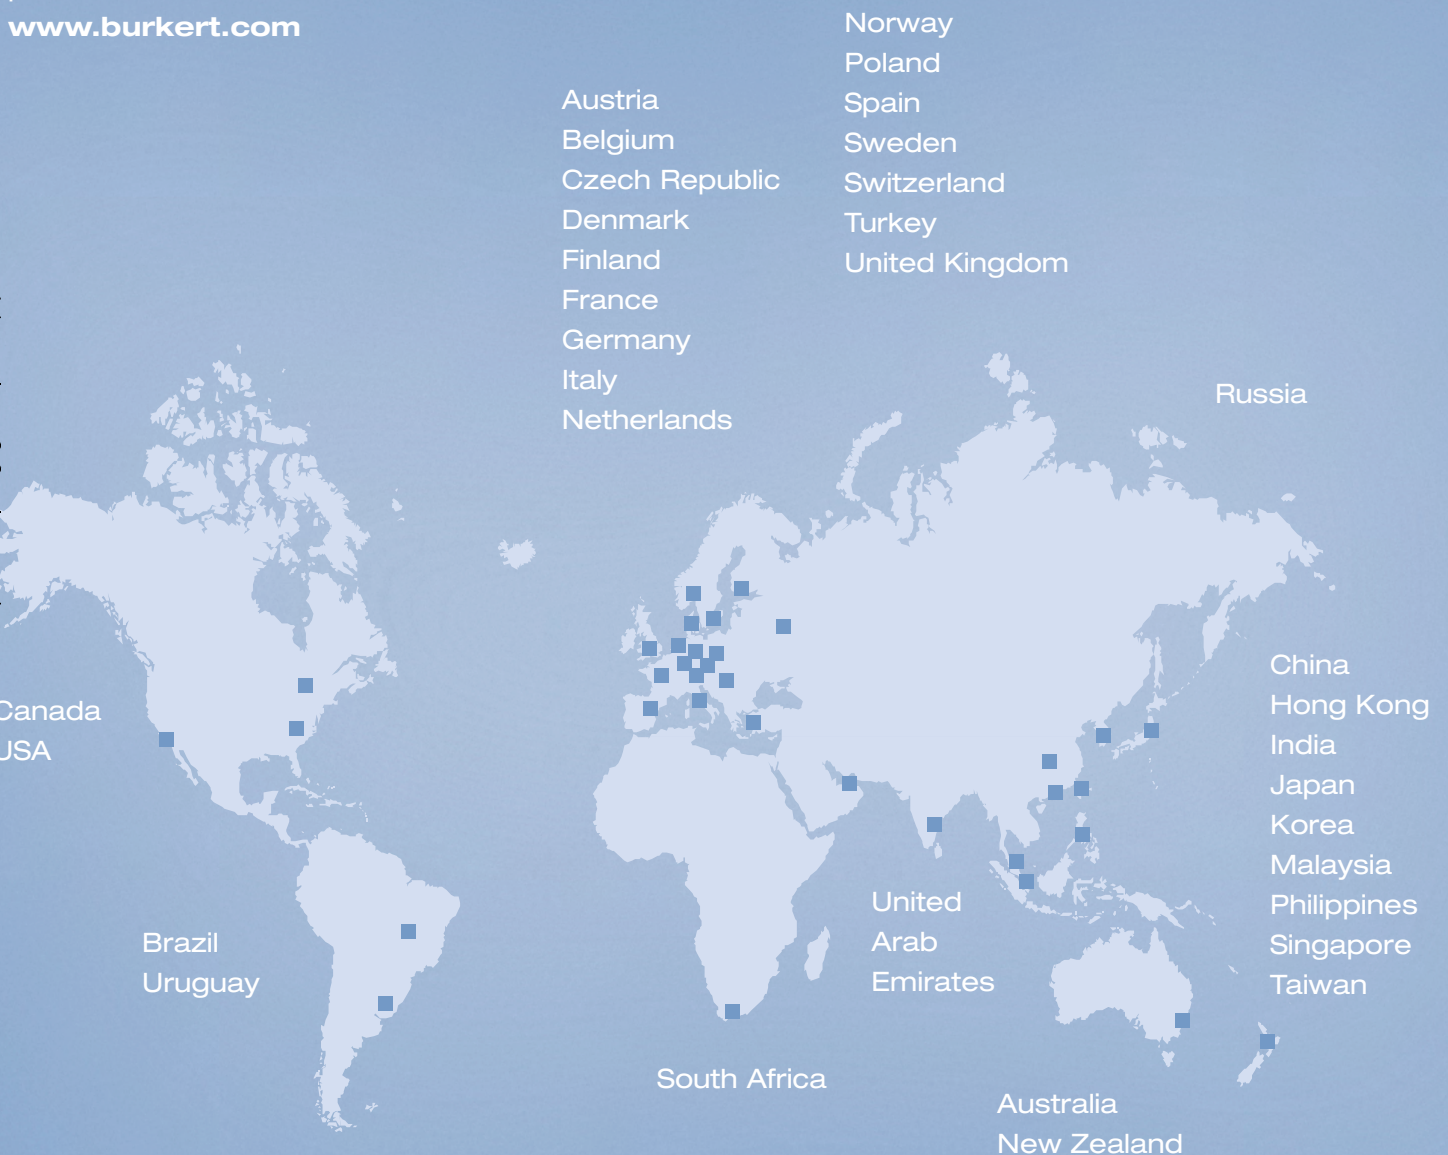 www.burkert.com
Austria
Belgium
Czech Republic
Denmark
Finland
France
Germany
Italy
Netherlands
Norway
Poland
Spain
Sweden
Switzerland
Turkey
United Kingdom
Russia
Canada
USA
Brazil
Uruguay
South Africa
United
Arab
Emirates
China
Hong Kong
India
Japan
Korea
Malaysia
Philippines
Singapore
Taiwan
Australia
New Zealand